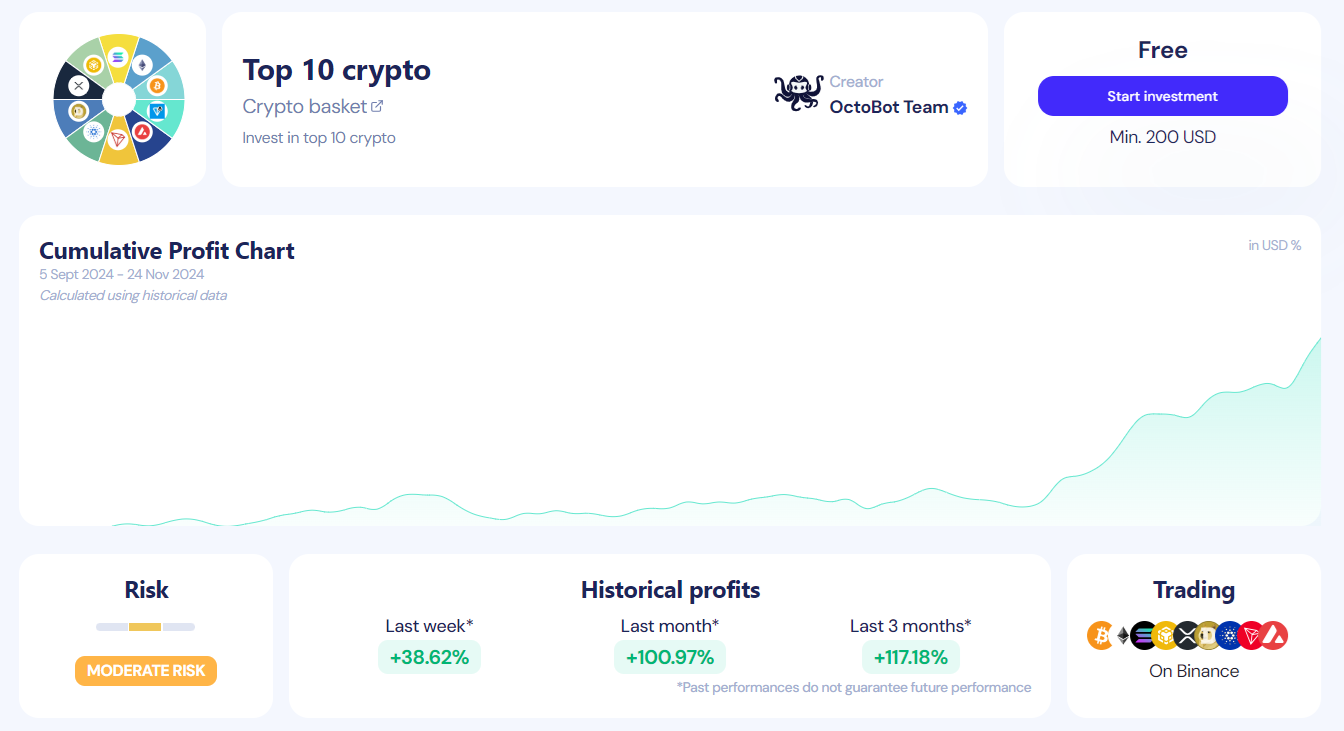 Top 10 crypto
Crypto basket
Invest in top 10 crypto
Creator
OctoBot Team
Free
Start investment
Min. 200 USD
Cumulative Profit Chart
5 Sept 2024 - 24 Nov 2024
Calculated using historical data
in USD %
Risk
MODERATE RISK
Historical profits
Last week*
+38.62%
Last month*
+100.97%
Last 3 months*
+117.18%
*Past performances do not guarantee future performance
Trading
On Binance